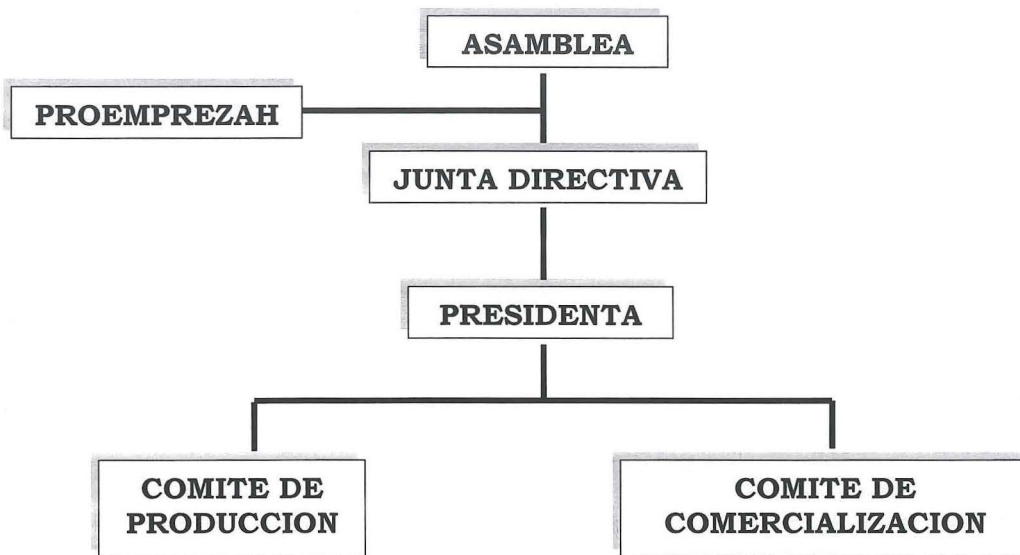 ASAMBLEA
PROEMPREZAH
JUNTA DIRECTIVA
PRESIDENTA
COMITE DE
PRODUCCION
COMITE DE
COMERCIALIZACION